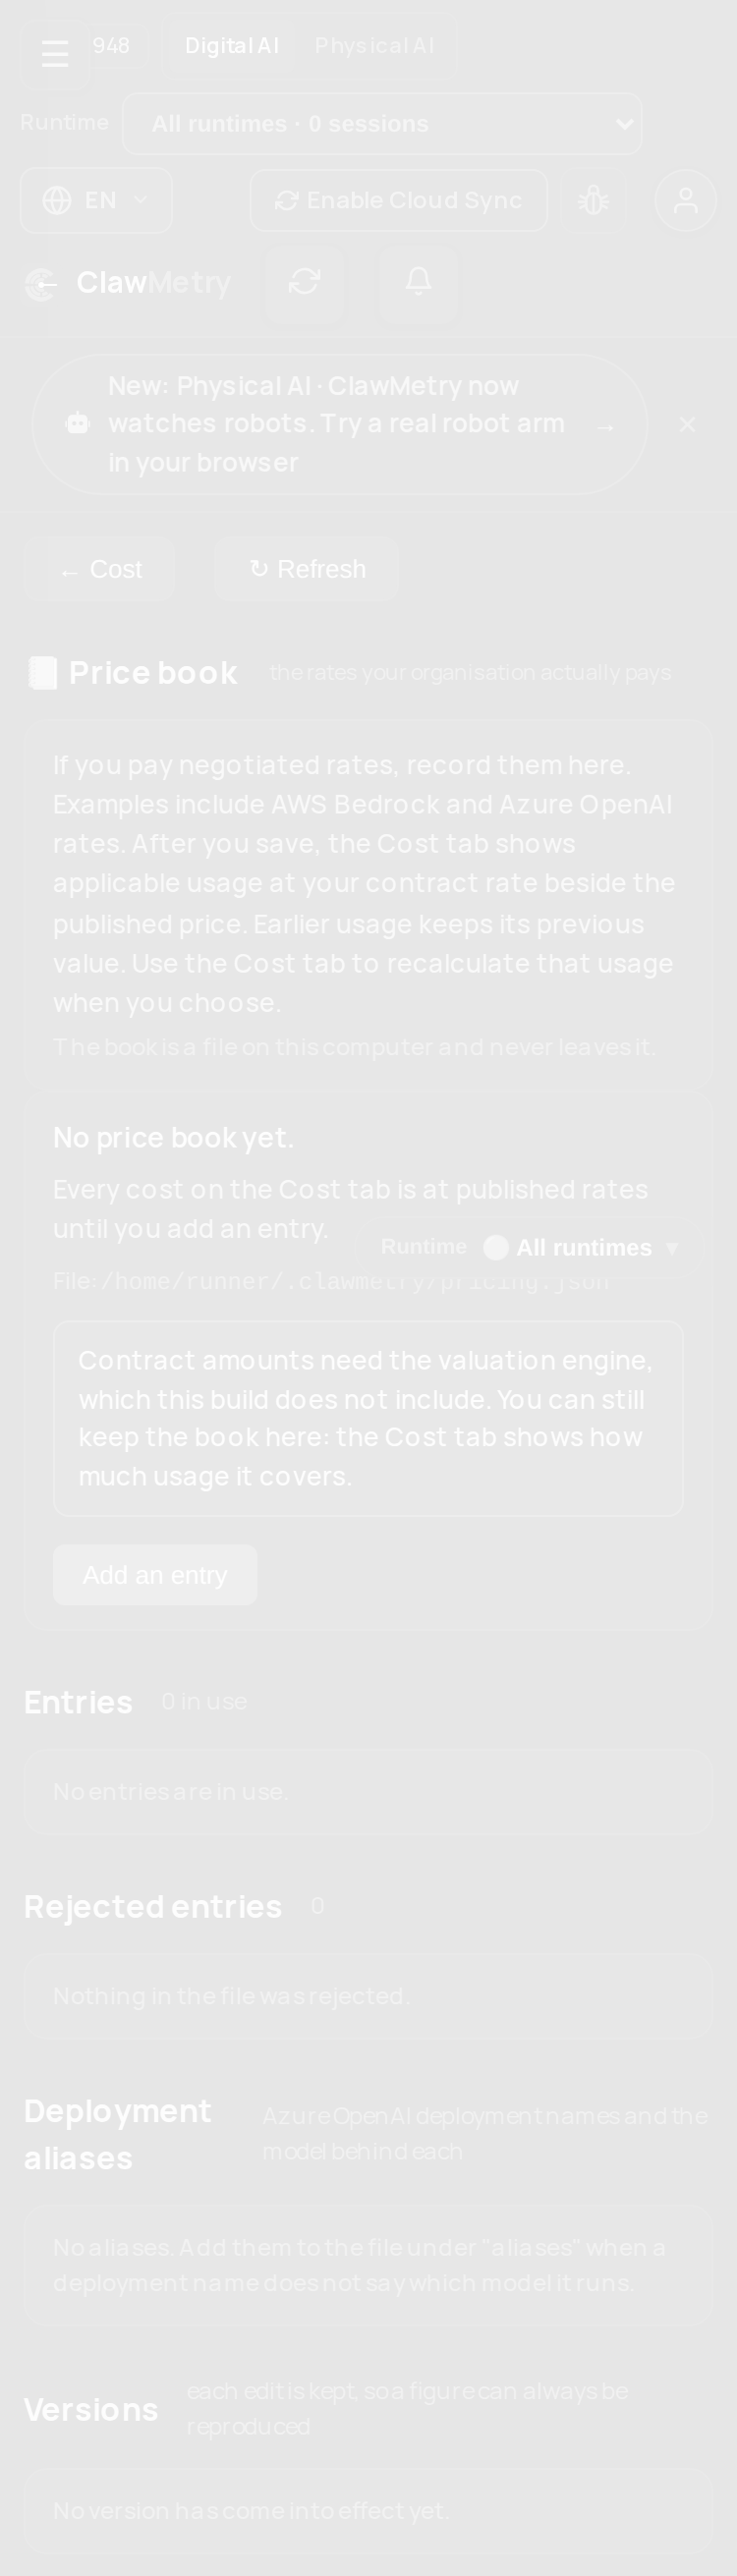 948
Digital AI
Physical AI
Runtime
All runtimes · 0 sessions
EN
Enable Cloud Sync
ClawMetry
New: Physical AI · ClawMetry now
watches robots. Try a real robot arm →
in your browser
← Cost
↻ Refresh
Price book
the rates your organisation actually pays
If you pay negotiated rates, record them here.
Examples include AWS Bedrock and Azure OpenAI
rates. After you save, the Cost tab shows
applicable usage at your contract rate beside the
published price. Earlier usage keeps its previous
value. Use the Cost tab to recalculate that usage
when you choose.
The book is a file on this computer and never leaves it.
No price book yet.
Every cost on the Cost tab is at published rates
until you add an entry.
Runtime
All runtimes ▼
File: /home/runner/.clawmetry/pricing.json
Contract amounts need the valuation engine,
which this build does not include. You can still
keep the book here: the Cost tab shows how
much usage it covers.
Add an entry
Entries
0 in use
No entries are in use.
Rejected entries
0
Nothing in the file was rejected.
Deployment
aliases
Azure OpenAI deployment names and the
model behind each
No aliases. Add them to the file under "aliases" when a
deployment name does not say which model it runs.
Versions
each edit is kept, so a figure can always be
reproduced
No version has come into effect yet.